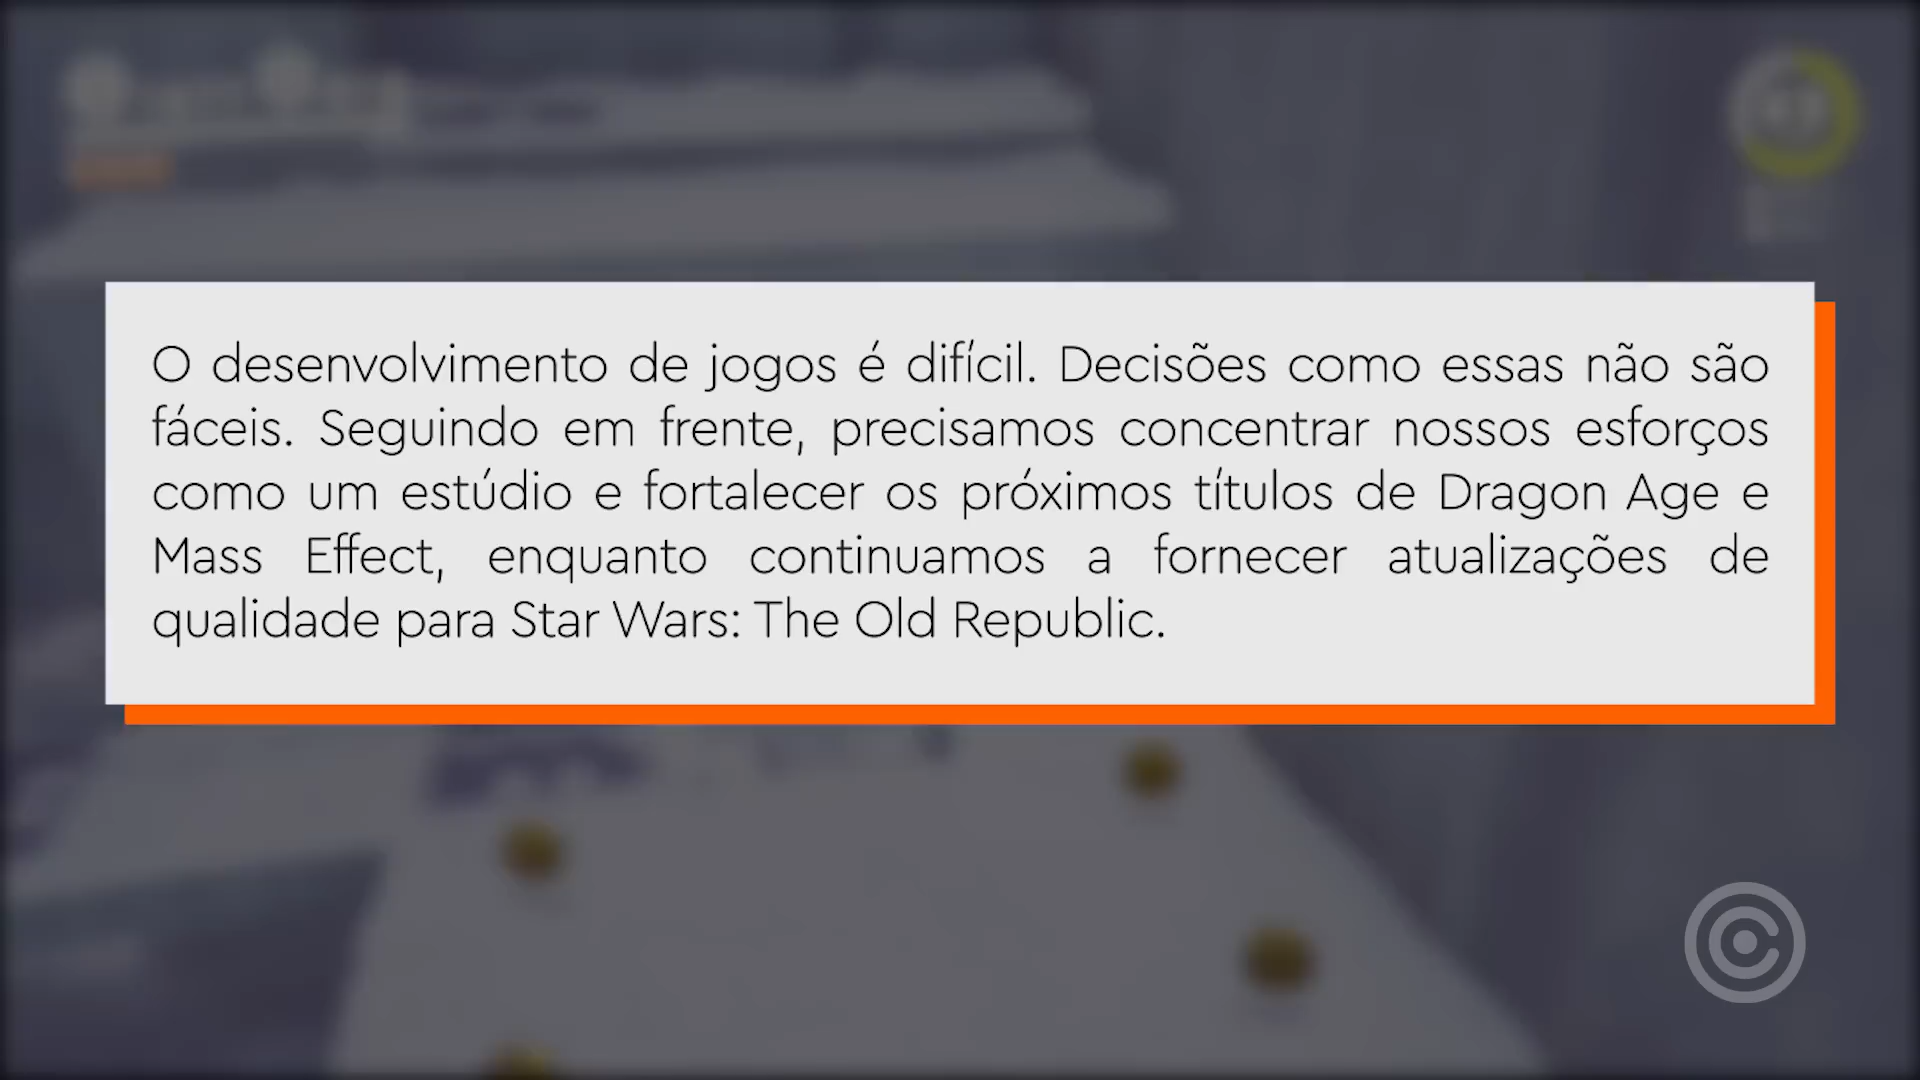 O desenvolvimento de jogos é difícil. Decisões como essas não são
fáceis. Seguindo em frente, precisamos concentrar nossos esforços
como um estúdio e fortalecer os próximos títulos de Dragon Age e
Mass Effect, enquanto continuamos a fornecer atualizações de
qualidade para Star Wars: The Old Republic.